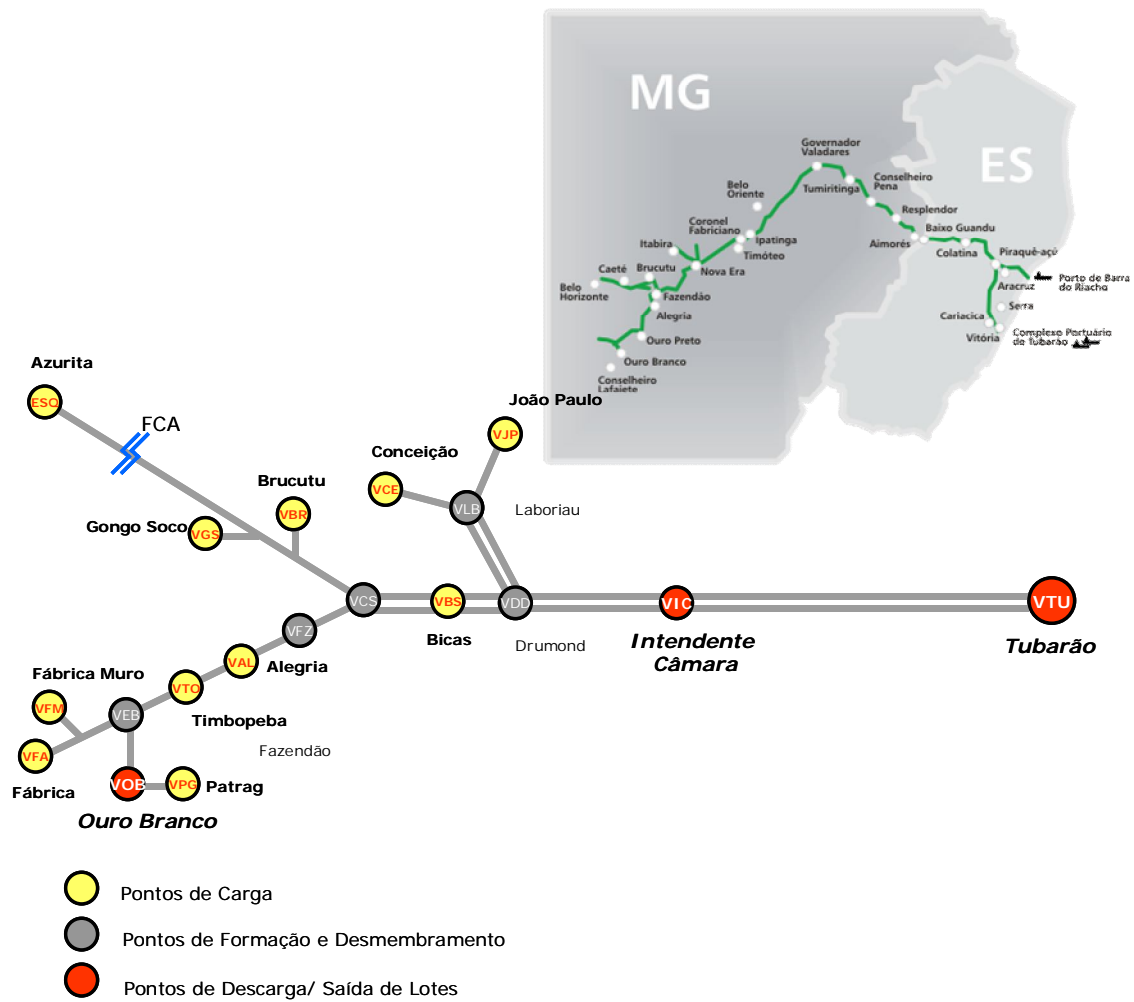 MG
ES
Governador
Valadares
Tumiritinga
Conselheiro
Pena
Resplendor
Belo
Oriente
Coronel
Fabriciano
Ipatinga
Timóteo
Itabira
Nova Era
Aimorés
Baixo Guandu
Colatina
Piraquê-açú
Aracruz
Porto de Barra
do Riacho
Serra
Cariacica
Vitória
Complexo Portuário
de Tubarão
Caeté
Brucutu
Belo
Horizonte
Fazendão
Alegria
Ouro Preto
Ouro Branco
Conselheiro
Lafaiete
Azurita
ESQ
FCA
João Paulo
VJP
Conceição
VCE
VLB
Laboriau
Brucutu
VBR
Gongo Soco
VGS
VCS
VBS
Bicas
VDD
Drumond
VIC
Intendente
Câmara
VTU
Tubarão
VFZ
VAL
Alegria
VTO
Timbopeba
Fazendão
Fábrica Muro
VFM
VEB
VFA
Fábrica
VOB
VPG
Patrag
Ouro Branco
Pontos de Carga
Pontos de Formação e Desmembramento
Pontos de Descarga/ Saída de Lotes